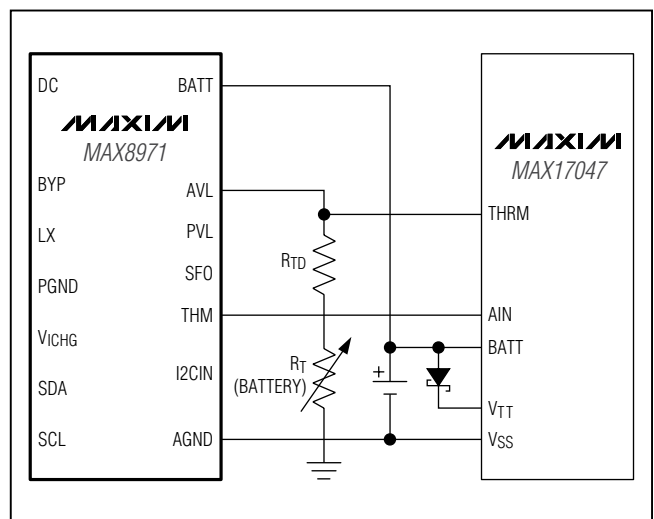 DC
BATT
MAXIM
MAX8971
BYP
AVL
LX
PVL
SFO
PGND
THM
VICHG
I2CIN
SDA
SCL
AGND
RTD
RT
(BATTERY)
+
MAXIM
MAX17047
THRM
AIN
BATT
VTT
VSS